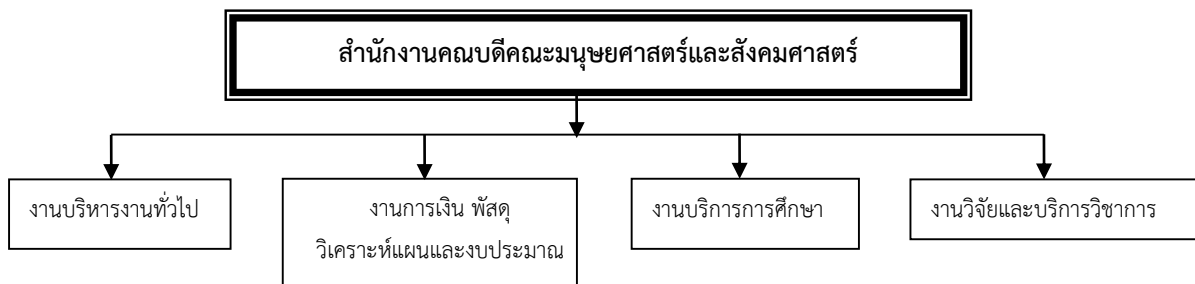 สำนักงานคณบดีคณะมนุษยศาสตร์และสังคมศาสตร์
งานบริหารงานทั่วไป
งานการเงิน พัสดุ
วิเคราะห์แผนและงบประมาณ
งานบริการการศึกษา
งานวิจัยและบริการวิชาการ